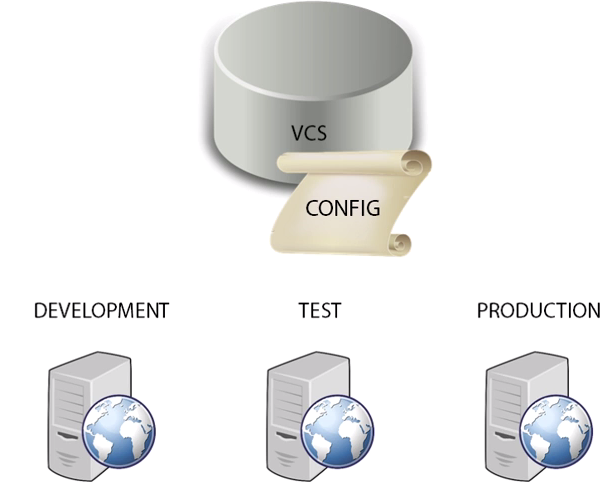 VCS
CONFIG
DEVELOPMENT
TEST
PRODUCTION